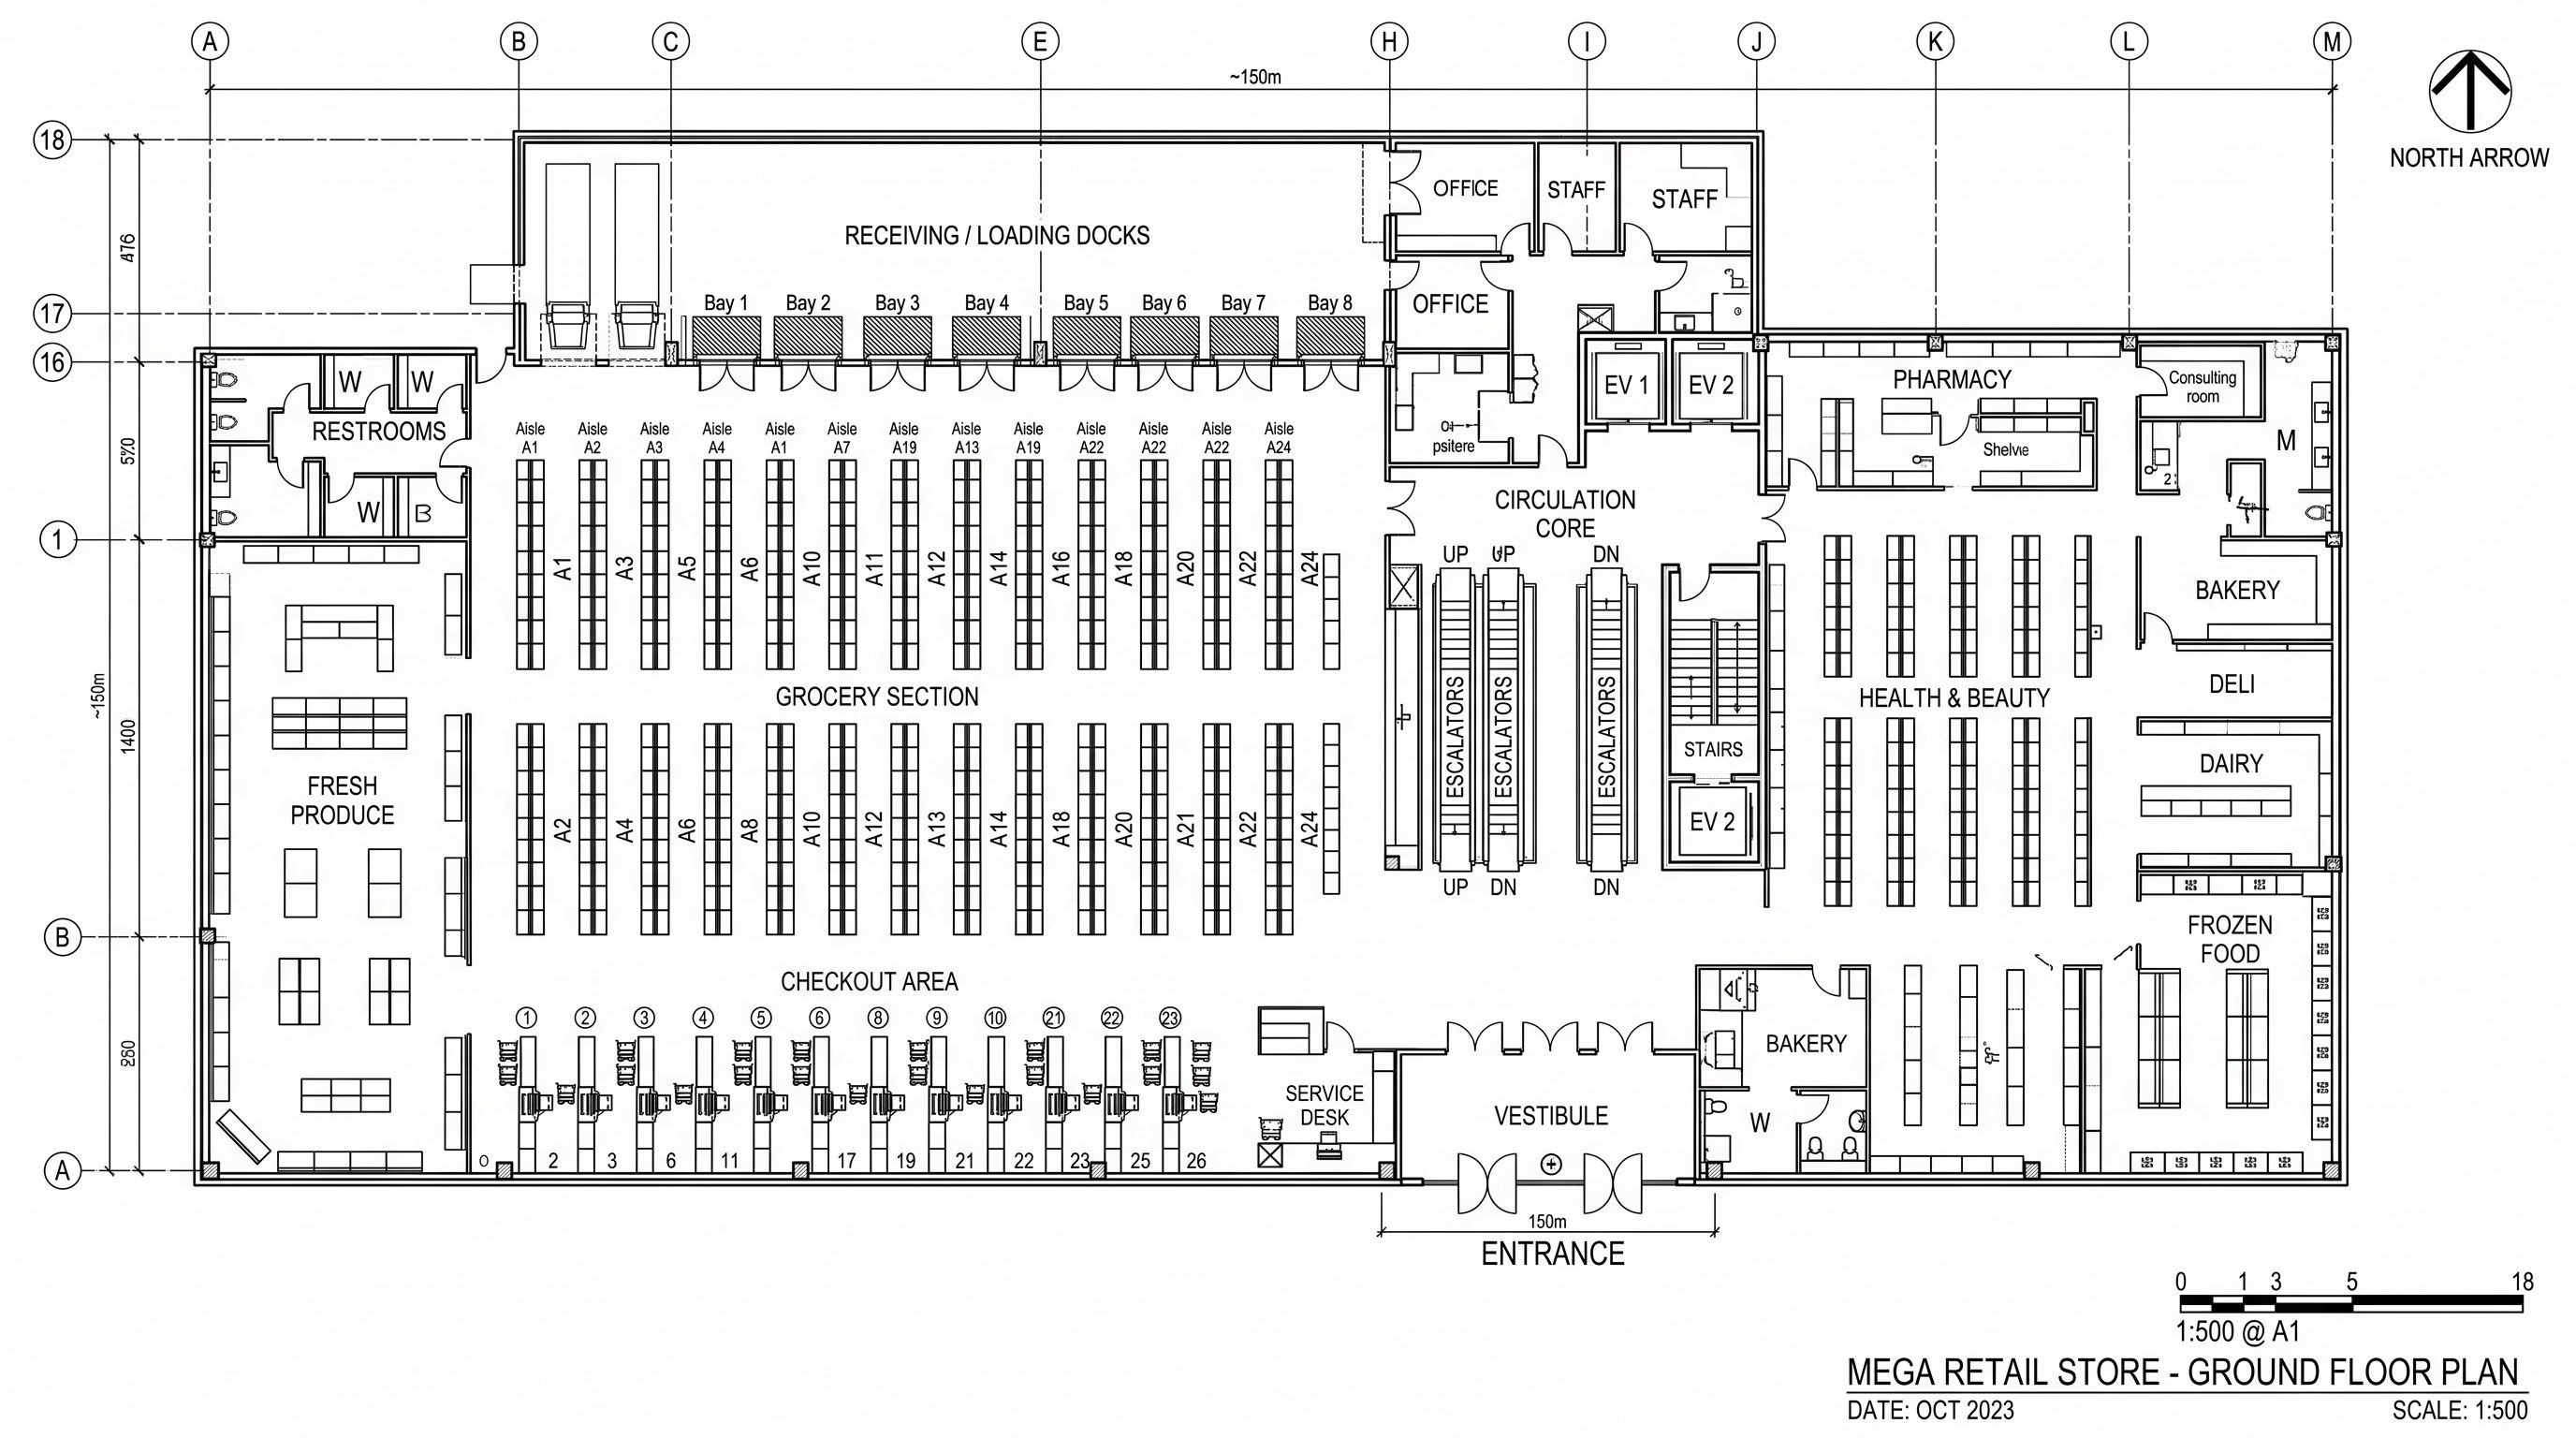 A B C E H I J K L M
~150m
NORTH ARROW
18
17
16
1
B
A
476
~150m
1400
OFFICE
STAFF
STAFF
RECEIVING / LOADING DOCKS
OFFICE
Bay 1 Bay 2 Bay 3 Bay 4 Bay 5 Bay 6 Bay 7 Bay 8
W W
RESTROOMS
W B
EV 1 EV 2
PHARMACY
Consulting
room
Shelvie
M
psitere
Aisle Aisle Aisle Aisle Aisle Aisle Aisle Aisle Aisle Aisle Aisle Aisle Aisle
A1 A2 A3 A4 A1 A7 A19 A13 A19 A22 A22 A22 A24
CIRCULATION
CORE
UP UP DN
A1 A3 A5 A6 A10 A11 A12 A14 A16 A18 A20 A22 A24
BAKERY
DELI
GROCERY SECTION
HEALTH & BEAUTY
ESCALATORS ESCALATORS ESCALATORS
STAIRS
DAIRY
FRESH
PRODUCE
A2 A4 A6 A8 A10 A12 A13 A14 A18 A20 A21 A22 A24
EV 2
UP DN DN
FROZEN
FOOD
CHECKOUT AREA
1 2 3 4 5 6 8 9 10 21 22 23
SERVICE
DESK
VESTIBULE
BAKERY
W
2 3 6 11 17 19 21 22 23 25 26
150m
ENTRANCE
0 1 3 5 18
1:500 @ A1
MEGA RETAIL STORE - GROUND FLOOR PLAN
DATE: OCT 2023 SCALE: 1:500